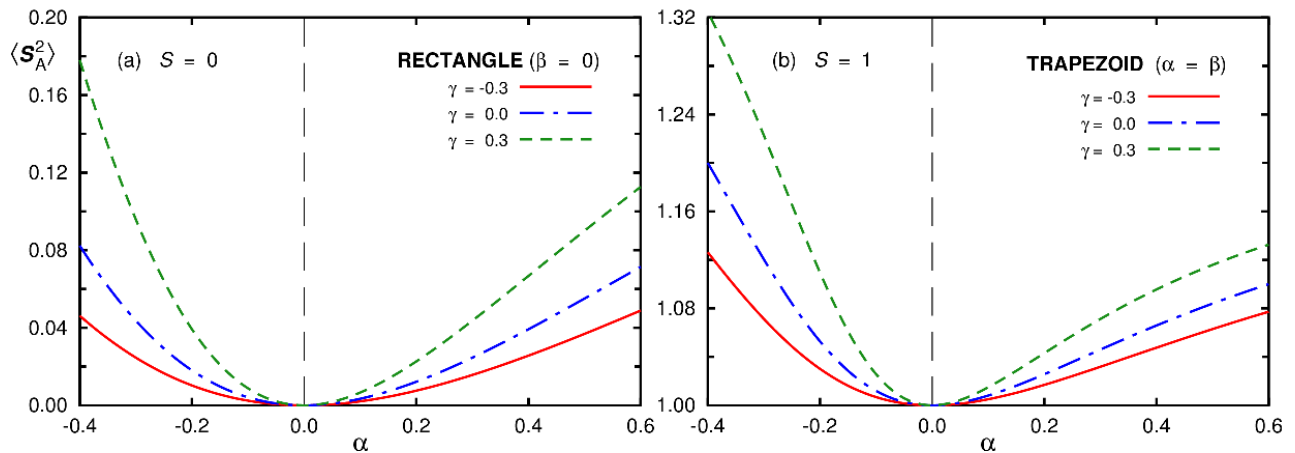 ⟨S²_A⟩
(a) S = 0
RECTANGLE (β = 0)
γ = -0.3
γ = 0.0
γ = 0.3
0.20
0.16
0.12
0.08
0.04
0.00
-0.4 -0.2 0.0 0.2 0.4 0.6
α
(b) S = 1
TRAPEZOID (α = β)
γ = -0.3
γ = 0.0
γ = 0.3
1.32
1.24
1.16
1.08
1.00
-0.4 -0.2 0.0 0.2 0.4 0.6
α